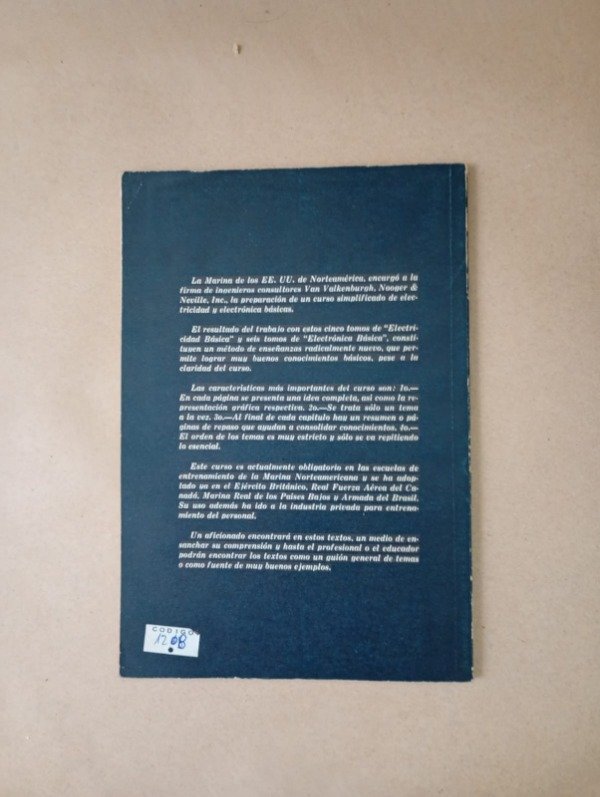 La Marina de los EE. UU. de Norteamérica, encargó a la
firma de ingenieros consultores Van Valkenburgh, Nooger &
Neville, Inc., la preparación de un curso simplificado de elec-
tricidad y electrónica básicas.
El resultado del trabajo con estos cinco tomos de "Electri-
cidad Básica" y seis tomos de "Electrónica Básica", consti-
tuyen un método de enseñanzas radicalmente nuevo, que per-
mite lograr muy buenos conocimientos básicos, pese a la
claridad del curso.
Las características más importantes del curso son: 1o.—
En cada página se presenta una idea completa, así como la re-
presentación gráfica respectiva. 2o.—Se trata sólo un tema
a la vez. 3o.—Al final de cada capítulo hay un resumen o pá-
ginas de repaso que ayudan a consolidar conocimientos. 4o.—
El orden de los temas es muy estricto y sólo se va repitiendo
lo esencial.
Este curso es actualmente obligatorio en las escuelas de
entrenamiento de la Marina Norteamericana y se ha adop-
tado ya en el Ejército Británico, Real Fuerza Aérea del Ca-
nadá, Marina Real de los Países Bajos y Armada del Brasil.
Su uso además ha ido a la industria privada para entrena-
miento del personal.
Un aficionado encontrará en estos textos, un medio de en-
sanchar su comprensión y hasta el profesional o el educador
podrán encontrar los textos como un guión general de temas
o como fuente de muy buenos ejemplos.
CODIGO